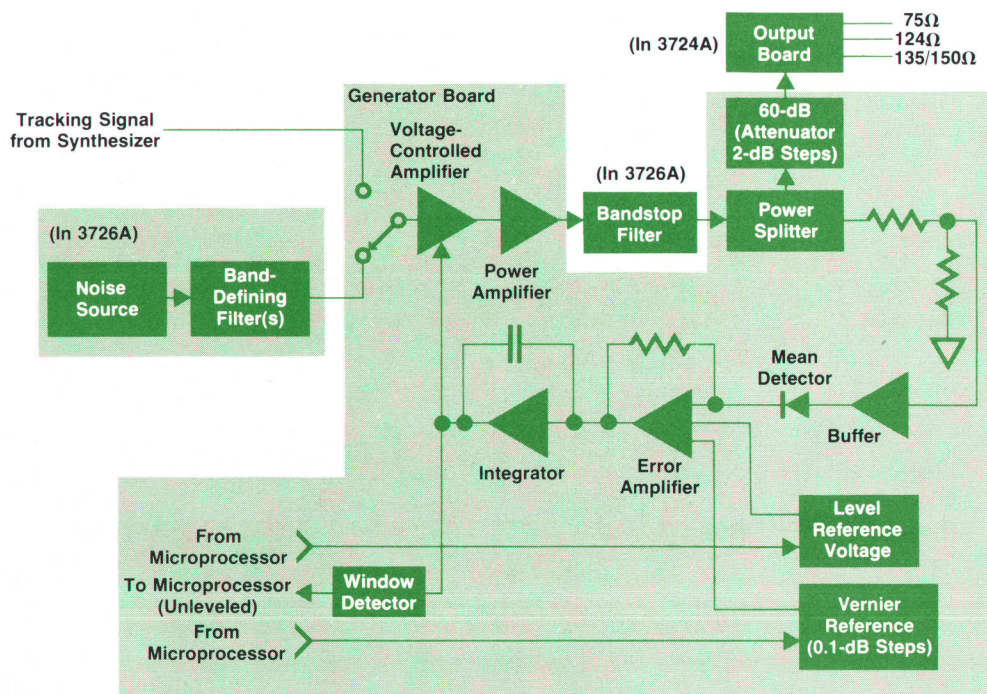 (In 3724A)
Output
Board
75Ω
124Ω
135/150Ω
Generator Board
Tracking Signal
from Synthesizer
Voltage-
Controlled
Amplifier
60-dB
(Attenuator
2-dB Steps)
(In 3726A)
Bandstop
Filter
Power
Splitter
(In 3726A)
Noise
Source
Band-
Defining
Filter(s)
Power
Amplifier
Mean
Detector
Buffer
Integrator
Error
Amplifier
Level
Reference
Voltage
From
Microprocessor
To Microprocessor
(Unleveled)
Window
Detector
From
Microprocessor
Vernier
Reference
(0.1-dB Steps)